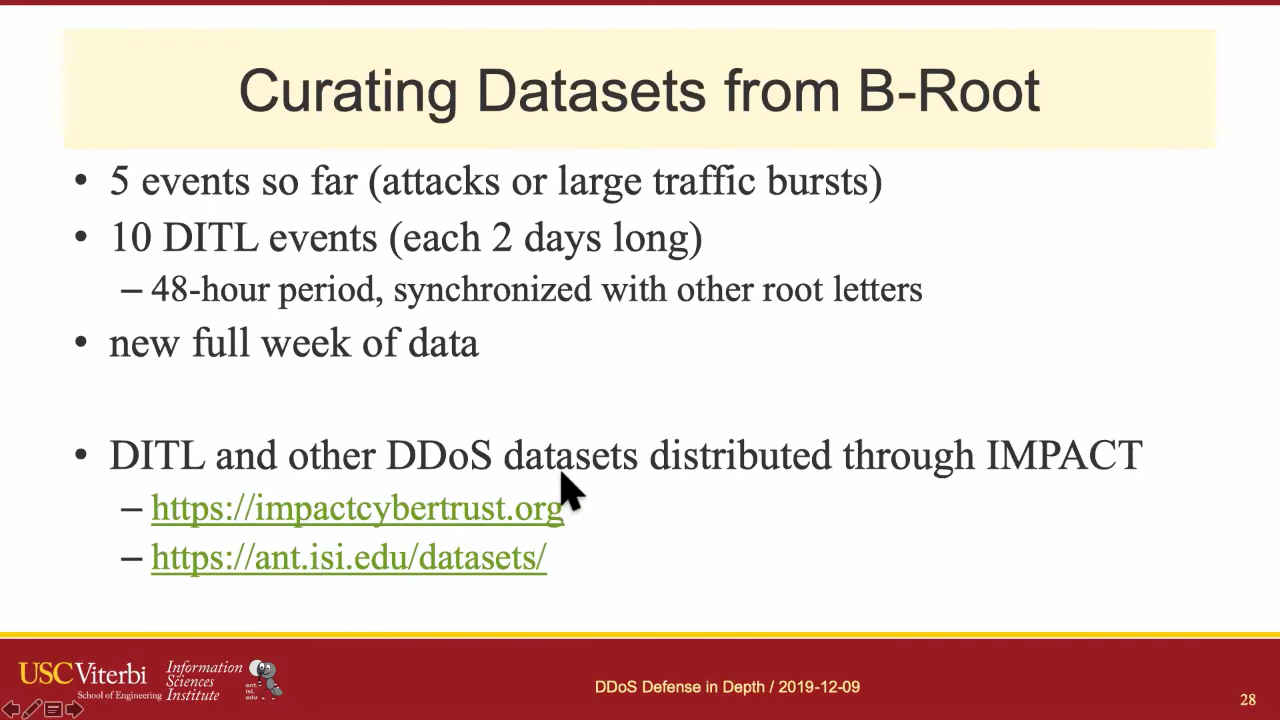 Curating Datasets from B-Root
• 5 events so far (attacks or large traffic bursts)
• 10 DITL events (each 2 days long)
– 48-hour period, synchronized with other root letters
• new full week of data
• DITL and other DDoS datasets distributed through IMPACT
– https://impactcybertrust.org
– https://ant.isi.edu/datasets/
USC Viterbi
School of Engineering
Information
Sciences
Institute
ant.
isi.
edu
DDoS Defense in Depth / 2019-12-09
28